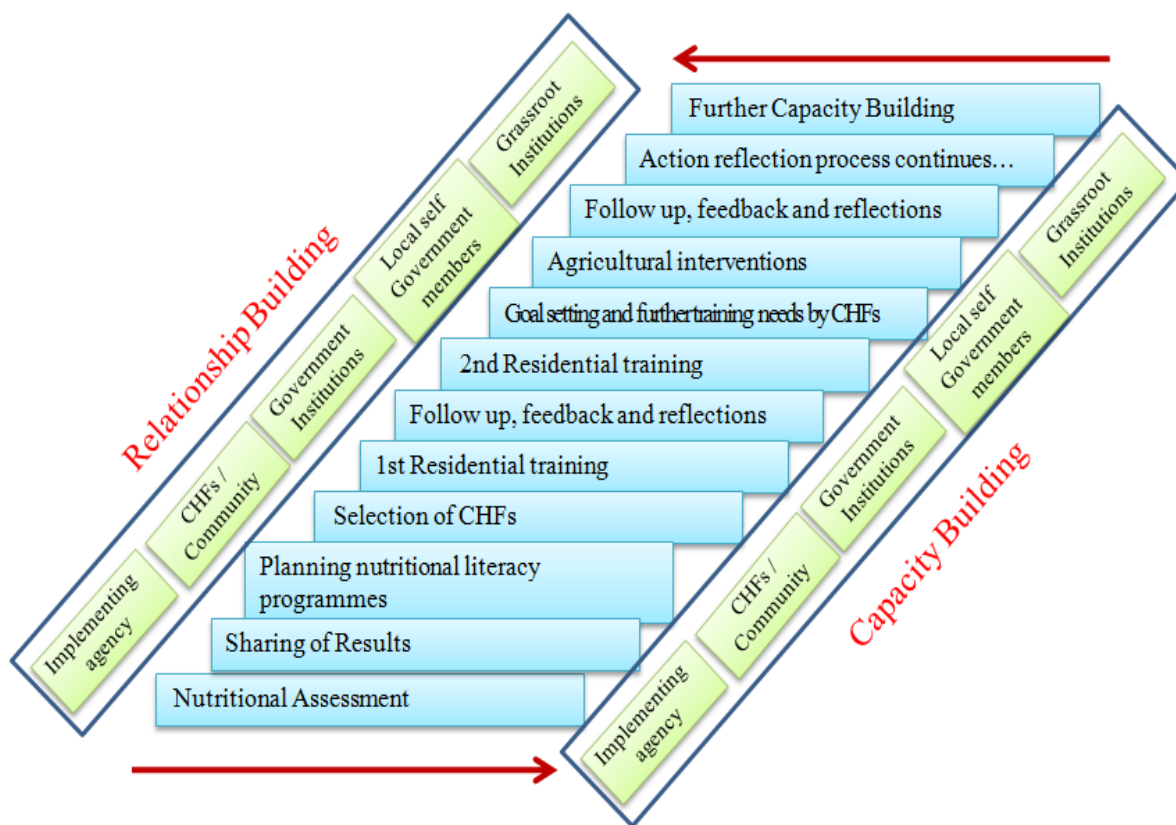 Grassroot
Institutions
Local self
Government
members
Government
Institutions
CHFs /
Community
Implementing
agency
Relationship Building
Further Capacity Building
Action reflection process continues…
Follow up, feedback and reflections
Agricultural interventions
Goal setting and further training needs by CHFs
2nd Residential training
Follow up, feedback and reflections
1st Residential training
Selection of CHFs
Planning nutritional literacy
programmes
Sharing of Results
Nutritional Assessment
Grassroot
Institutions
Local self
Government
members
Government
Institutions
CHFs /
Community
Implementing
agency
Capacity Building